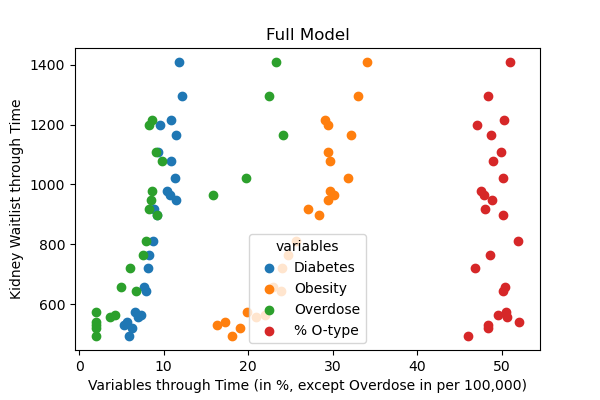 Full Model
Kidney Waitlist through Time
1400
1200
1000
800
600
variables
Diabetes
Obesity
Overdose
% O-type
0 10 20 30 40 50
Variables through Time (in %, except Overdose in per 100,000)